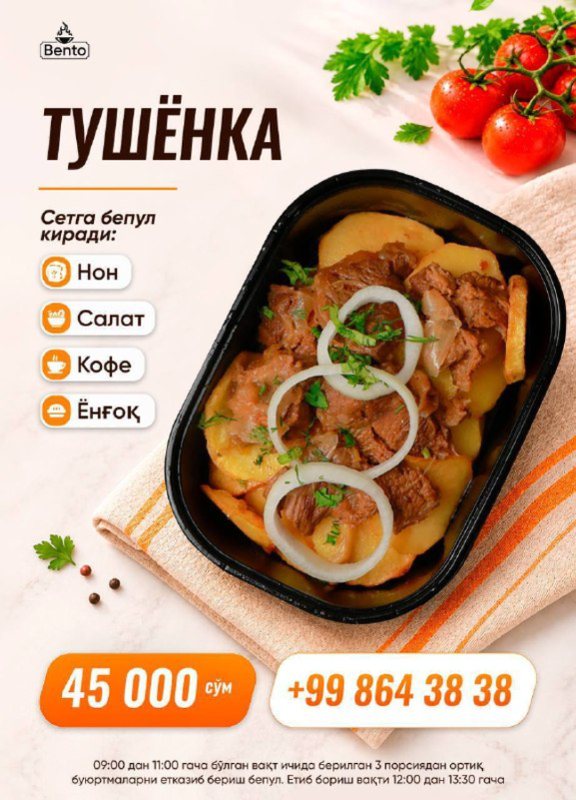 Bento
ТУШЁНКА
Сетга бепул
киради:
Нон
Салат
Кофе
Ёнғоқ
45 000 сўм
+99 864 38 38
09:00 дан 11:00 гача бўлган вақт ичида берилган 3 порсиядан ортиқ
буюртмаларни етказиб бериш бепул. Етиб бориш вақти 12:00 дан 13:30 гача